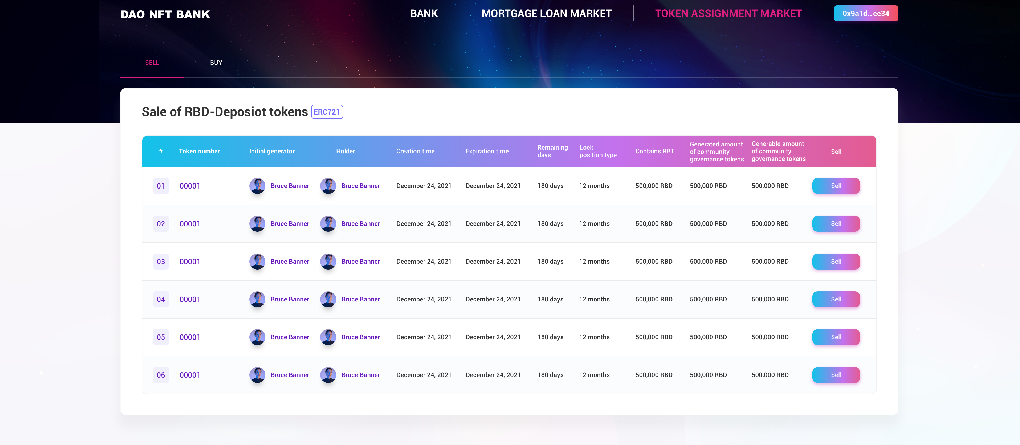 DAO NFT BANK
BANK MORTGAGE LOAN MARKET TOKEN ASSIGNMENT MARKET 0x9a1d...ee34
SELL BUY
Sale of RBD-Deposiot tokens ERC721
# Token number Initial generator Holder Creation time Expiration time Remaining days Lock position type Contains RBT Generated amount of community governance tokens Generable amount of community governance tokens Sell
01 00001 Bruce Banner Bruce Banner December 24, 2021 December 24, 2021 180 days 12 months 500,000 RBD 500,000 RBD 500,000 RBD Sell
02 00001 Bruce Banner Bruce Banner December 24, 2021 December 24, 2021 180 days 12 months 500,000 RBD 500,000 RBD 500,000 RBD Sell
03 00001 Bruce Banner Bruce Banner December 24, 2021 December 24, 2021 180 days 12 months 500,000 RBD 500,000 RBD 500,000 RBD Sell
04 00001 Bruce Banner Bruce Banner December 24, 2021 December 24, 2021 180 days 12 months 500,000 RBD 500,000 RBD 500,000 RBD Sell
05 00001 Bruce Banner Bruce Banner December 24, 2021 December 24, 2021 180 days 12 months 500,000 RBD 500,000 RBD 500,000 RBD Sell
06 00001 Bruce Banner Bruce Banner December 24, 2021 December 24, 2021 180 days 12 months 500,000 RBD 500,000 RBD 500,000 RBD Sell